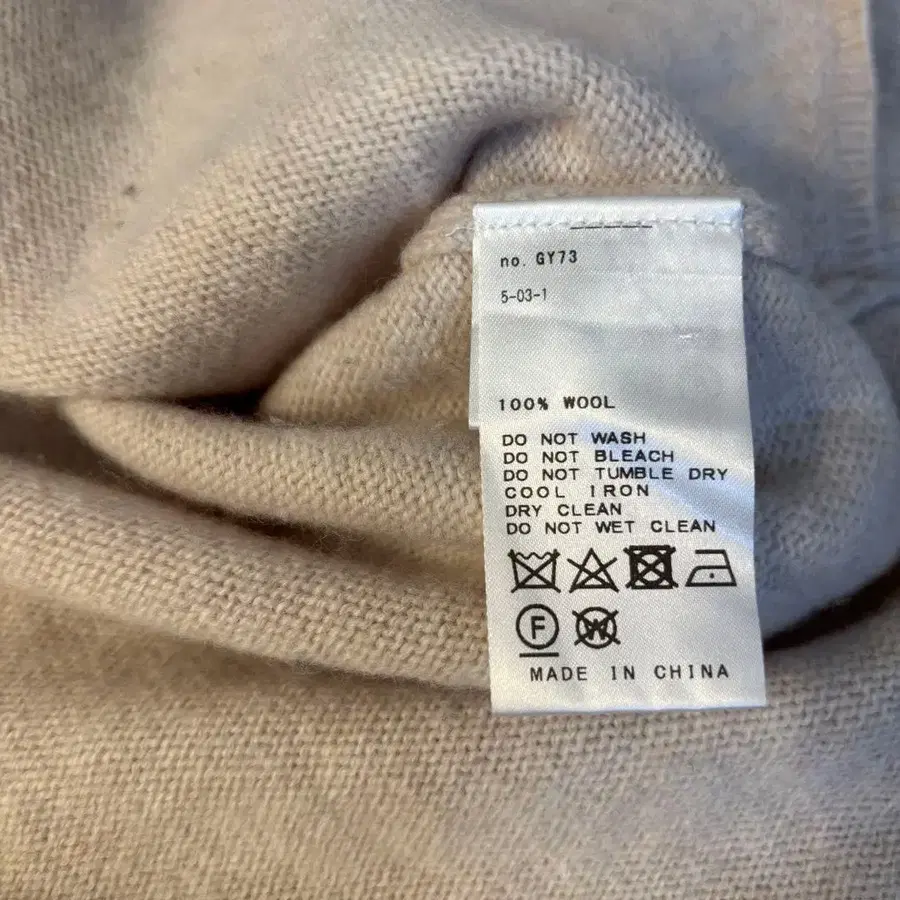 no. GY73
5-03-1
100% WOOL
DO NOT WASH
DO NOT BLEACH
DO NOT TUMBLE DRY
COOL IRON
DRY CLEAN
DO NOT WET CLEAN
F W
MADE IN CHINA